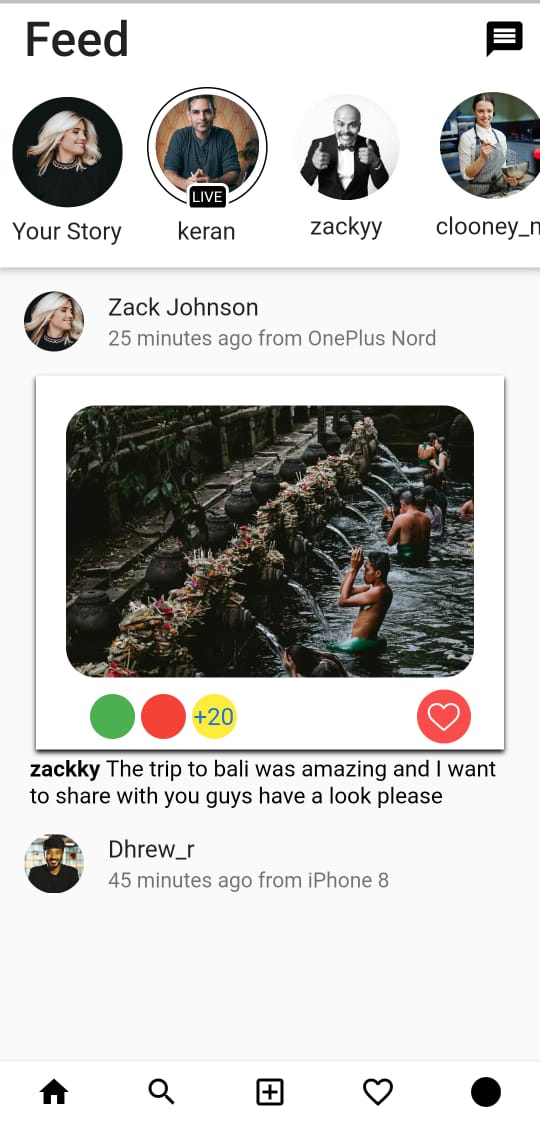 Feed
LIVE
Your Story
keran
zackyy
clooney_n
Zack Johnson
25 minutes ago from OnePlus Nord
+20
zackky The trip to bali was amazing and I want
to share with you guys have a look please
Dhrew_r
45 minutes ago from iPhone 8